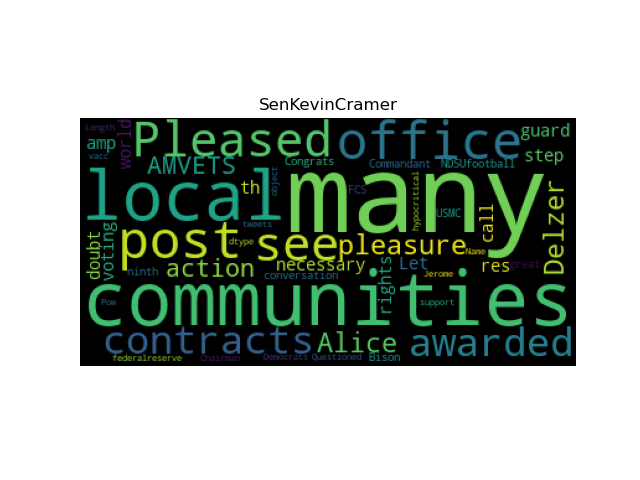 SenKevinCramer
Length
amp
vacc
world
Pleased
office
guard
step
AMVETS
Congrats
Commandant
NDSUfootball
object
th
FCS
hypocritical
USMC
local
many
tweets
call
Delzer
doubt
voting
post
dtype
see
pleasure
Name
great
action
necessary
Let
res
ninth
conversation
rights
Jerome
Pow
communities
support
contracts
Alice
awarded
federalreserve
Chairman
Democrats
Questioned
Bison